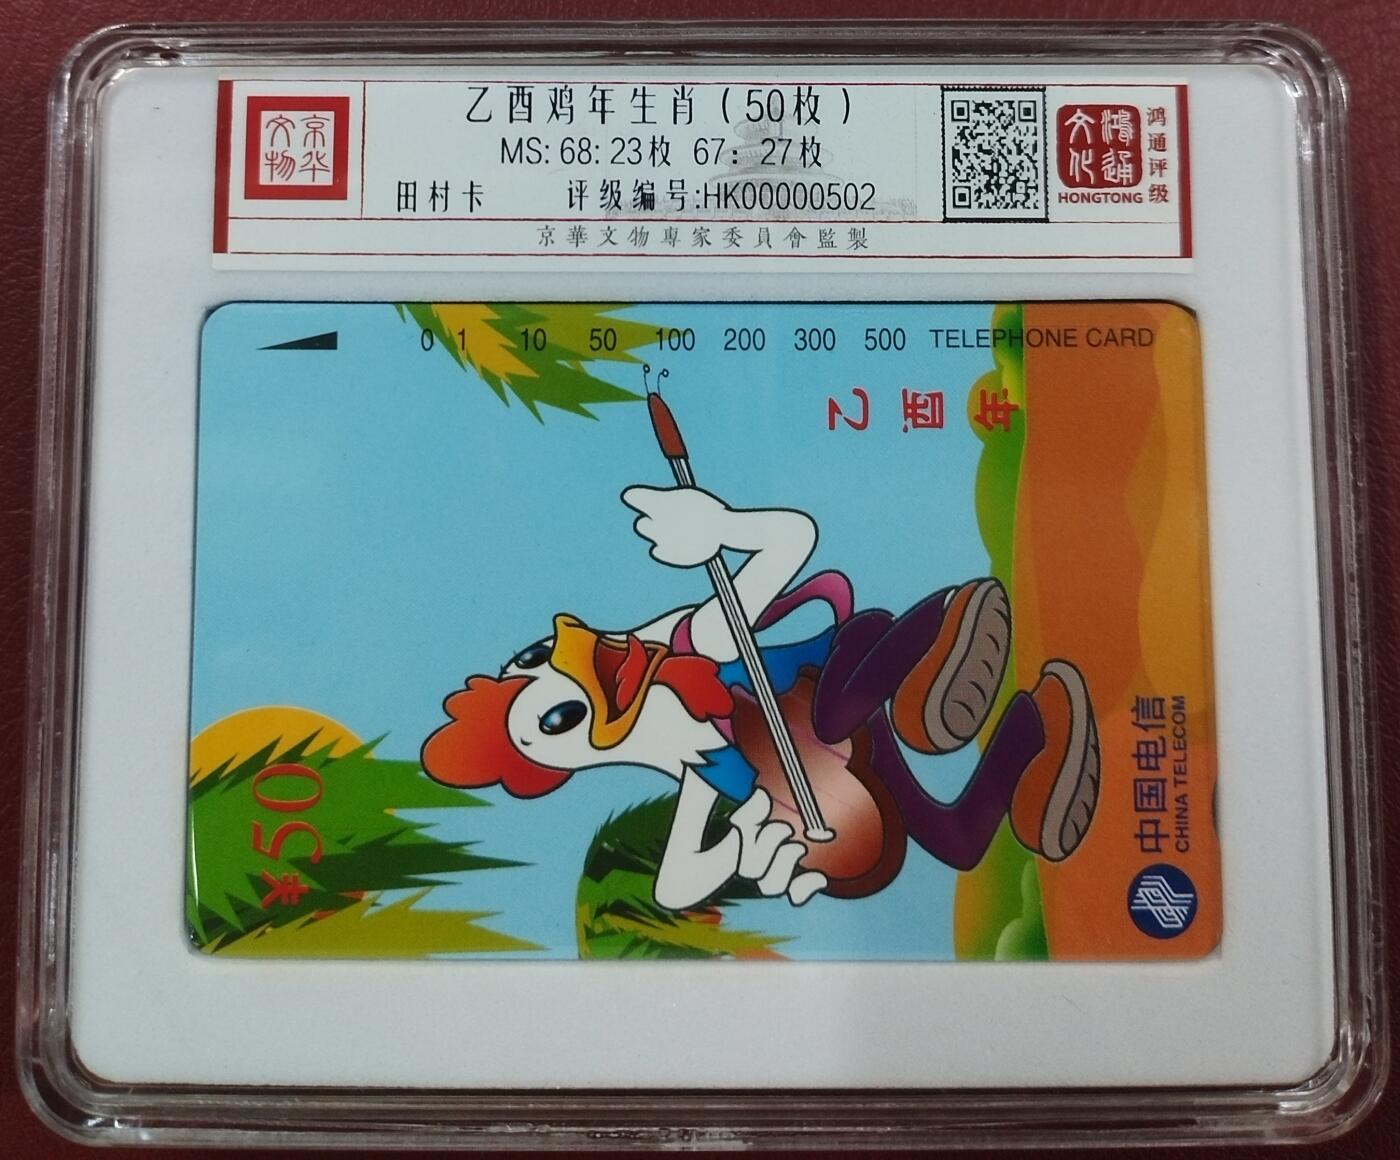 京华
文物
乙酉鸡年生肖(50枚)
MS: 68: 23枚 67: 27枚
田村卡 评级编号:HK00000502
京華文物專家委員會監製
鸿通
文化
HONGTONG
鸿通评级
0 1 10 50 100 200 300 500 TELEPHONE CARD
乙酉年
¥50
中国电信
CHINA TELECOM